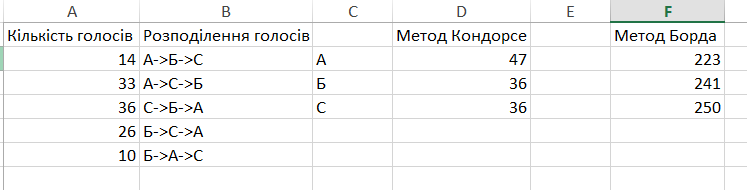 A B C D E F
Кількість голосів Розподілення голосів Метод Кондорсе Метод Борда
14 А->Б->С А 47 223
33 А->С->Б Б 36 241
36 С->Б->А С 36 250
26 Б->С->А
10 Б->А->С